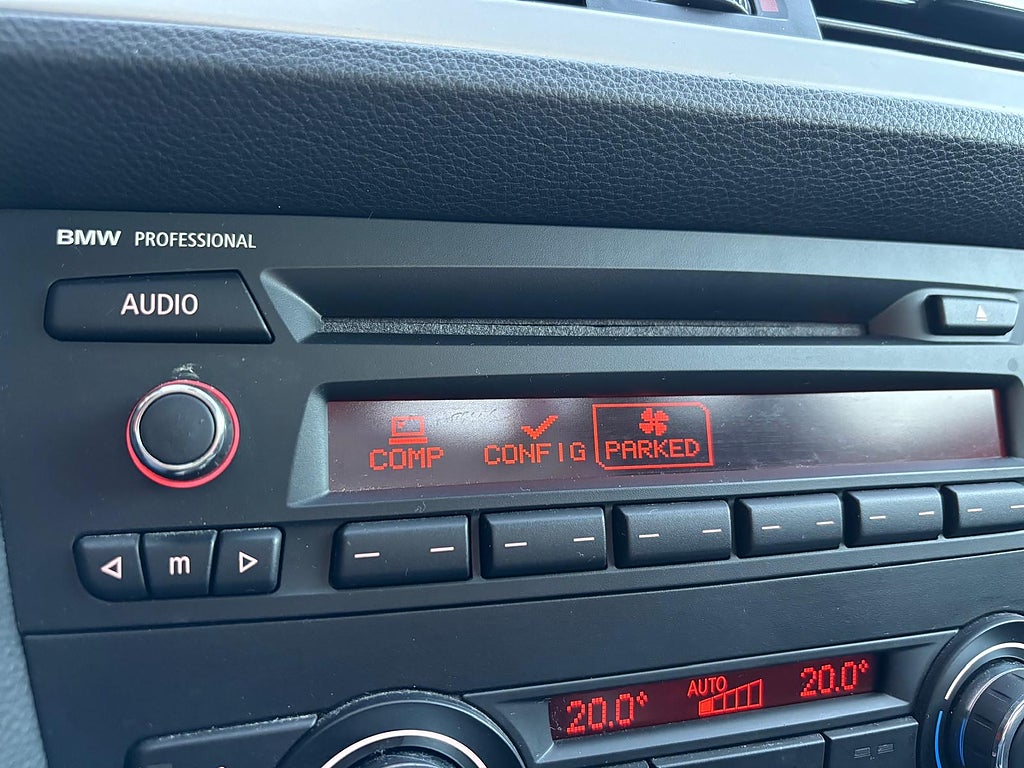 BMW PROFESSIONAL
AUDIO
COMP CONFIG PARKED
m
20.0° AUTO 20.0°